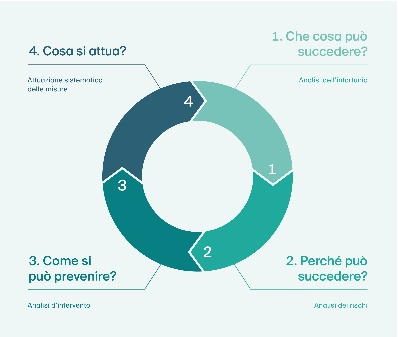 1. Che cosa può
succedere?
Analisi dell'infortunio
2. Perché può
succedere?
Analisi dei rischi
3. Come si
può prevenire?
Analisi d'intervento
4. Cosa si attua?
Attuazione sistematica
delle misure
1
2
3
4